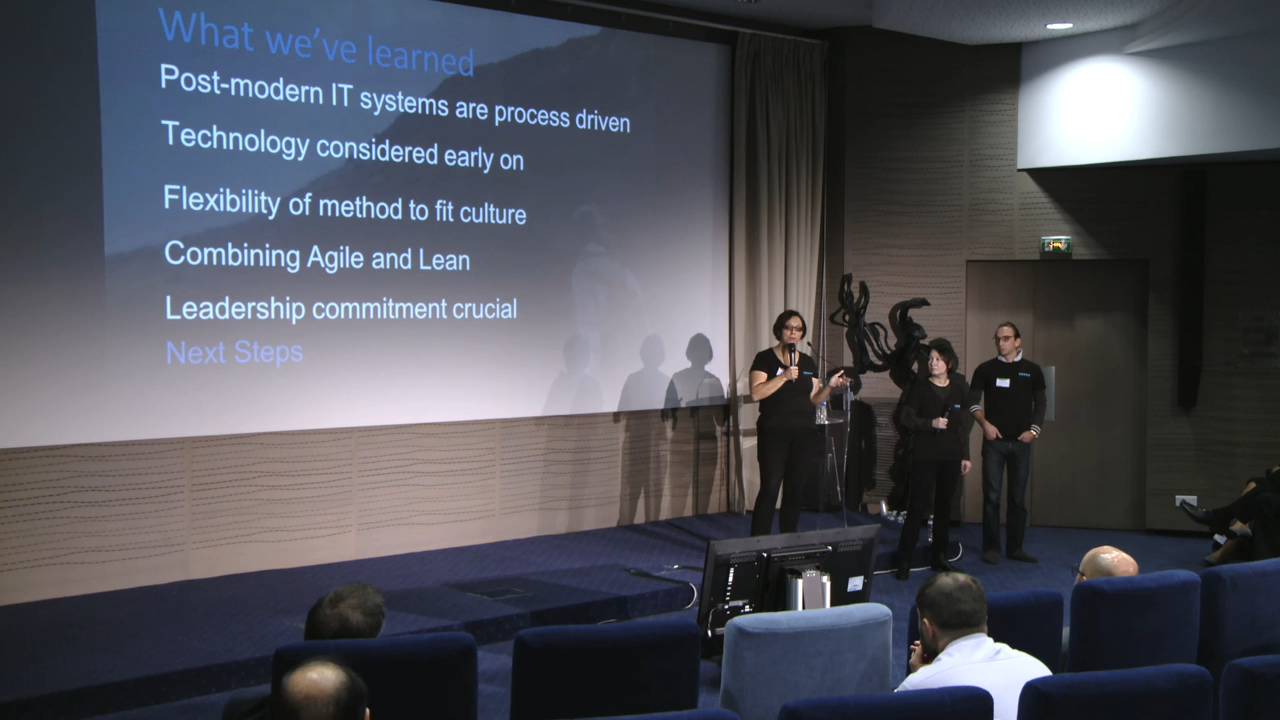 What we've learned
Post-modern IT systems are process driven
Technology considered early on
Flexibility of method to fit culture
Combining Agile and Lean
Leadership commitment crucial
Next Steps